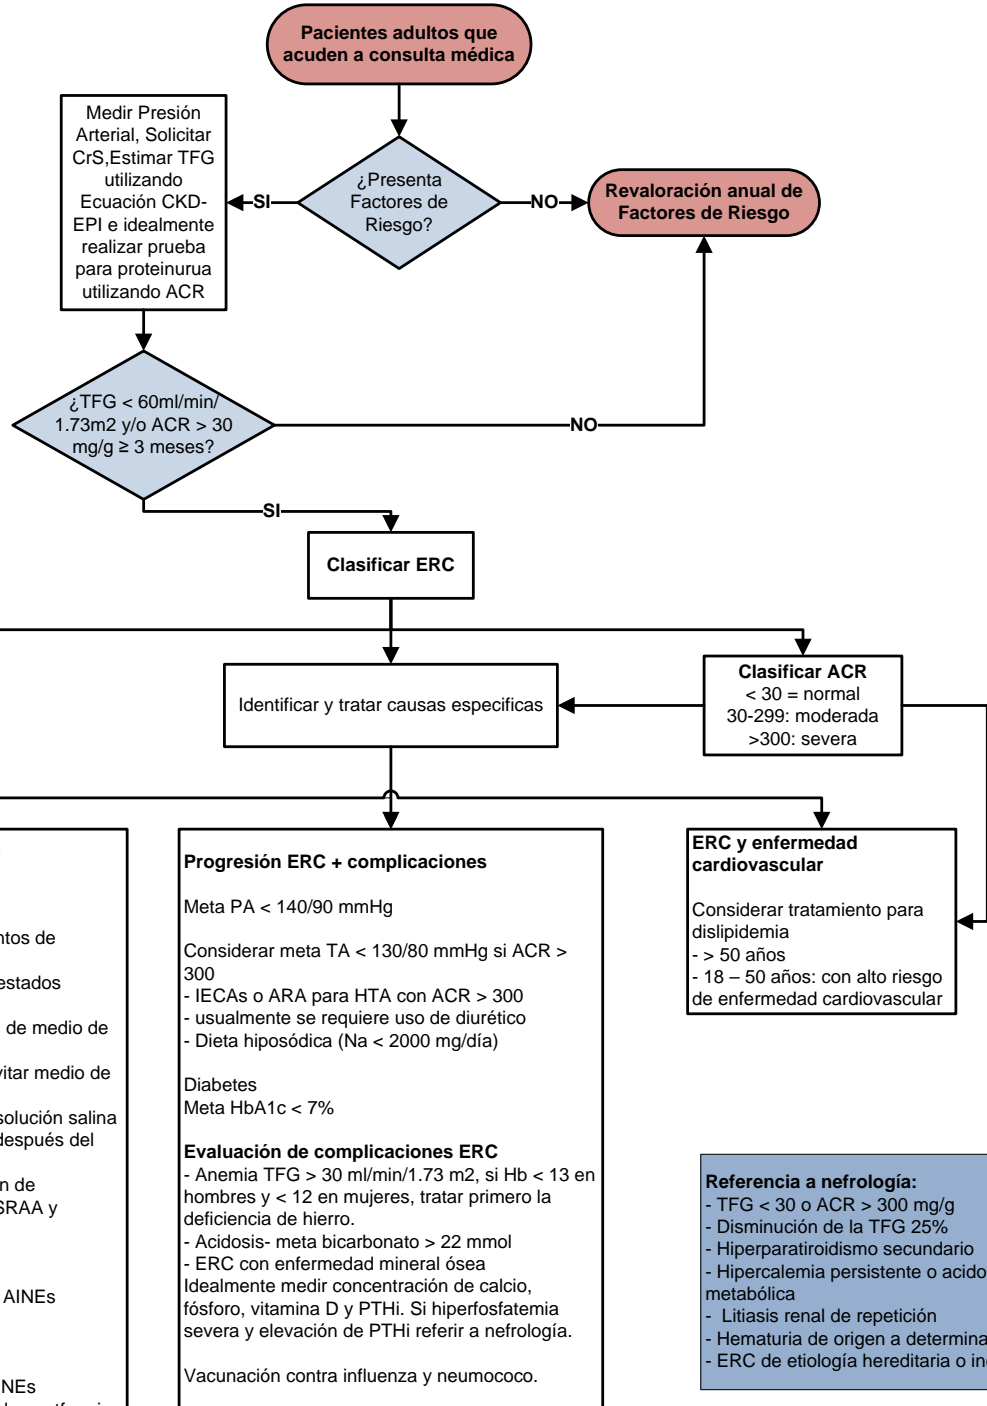 Pacientes adultos que
acuden a consulta médica
Medir Presión
Arterial, Solicitar
CrS,Estimar TFG
utilizando
Ecuación CKD-
EPI e idealmente
realizar prueba
para proteinurua
utilizando ACR
¿Presenta
Factores de
Riesgo?
SI
NO
Revaloración anual de
Factores de Riesgo
¿TFG < 60ml/min/
1.73m2 y/o ACR > 30
mg/g ≥ 3 meses?
NO
SI
Clasificar ERC
Identificar y tratar causas especificas
Clasificar ACR
< 30 = normal
30-299: moderada
>300: severa
ntos de
estados
de medio de
vitar medio de
solución salina
después del
n de
SRAA y
AINEs
NEs
Progresión ERC + complicaciones
Meta PA < 140/90 mmHg
Considerar meta TA < 130/80 mmHg si ACR >
300
- IECAs o ARA para HTA con ACR > 300
- usualmente se requiere uso de diurético
- Dieta hiposódica (Na < 2000 mg/día)
Diabetes
Meta HbA1c < 7%
Evaluación de complicaciones ERC
- Anemia TFG > 30 ml/min/1.73 m2, si Hb < 13 en
hombres y < 12 en mujeres, tratar primero la
deficiencia de hierro.
- Acidosis- meta bicarbonato > 22 mmol
- ERC con enfermedad mineral ósea
Idealmente medir concentración de calcio,
fósforo, vitamina D y PTHi. Si hiperfosfatemia
severa y elevación de PTHi referir a nefrología.
Vacunación contra influenza y neumococo.
ERC y enfermedad
cardiovascular
Considerar tratamiento para
dislipidemia
- > 50 años
- 18 – 50 años: con alto riesgo
de enfermedad cardiovascular
Referencia a nefrología:
- TFG < 30 o ACR > 300 mg/g
- Disminución de la TFG 25%
- Hiperparatiroidismo secundario
- Hipercalemia persistente o acido
metabólica
- Litiasis renal de repetición
- Hematuria de origen a determina
- ERC de etiología hereditaria o in